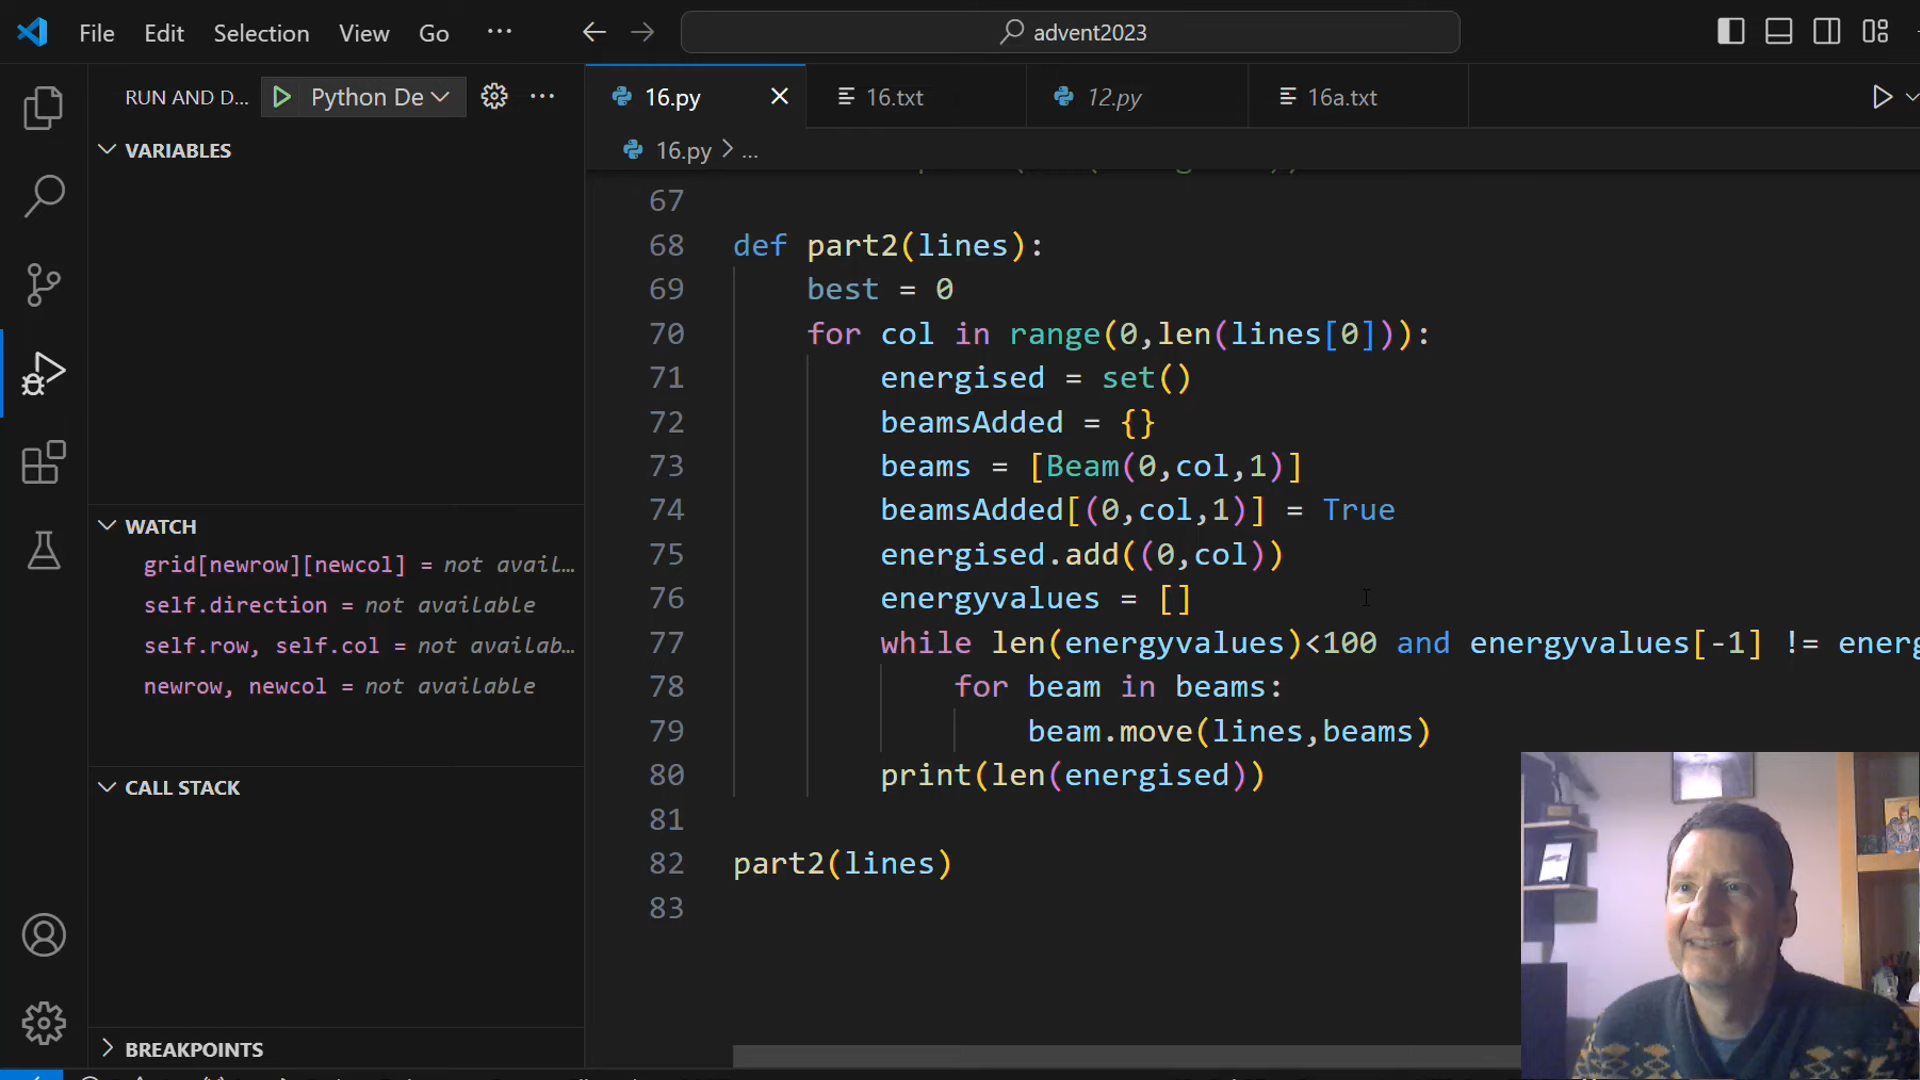 File Edit Selection View Go ··· advent2023
RUN AND D... Python De
16.py 16.txt 12.py 16a.txt
16.py > ...
VARIABLES
WATCH
grid[newrow][newcol] = not avail...
self.direction = not available
self.row, self.col = not availab...
newrow, newcol = not available
CALL STACK
BREAKPOINTS
67
68 def part2(lines):
69 best = 0
70 for col in range(0,len(lines[0])):
71 energised = set()
72 beamsAdded = {}
73 beams = [Beam(0,col,1)]
74 beamsAdded[(0,col,1)] = True
75 energised.add((0,col))
76 energyvalues = []
77 while len(energyvalues)<100 and energyvalues[-1] != energ
78 for beam in beams:
79 beam.move(lines,beams)
80 print(len(energised))
81
82 part2(lines)
83